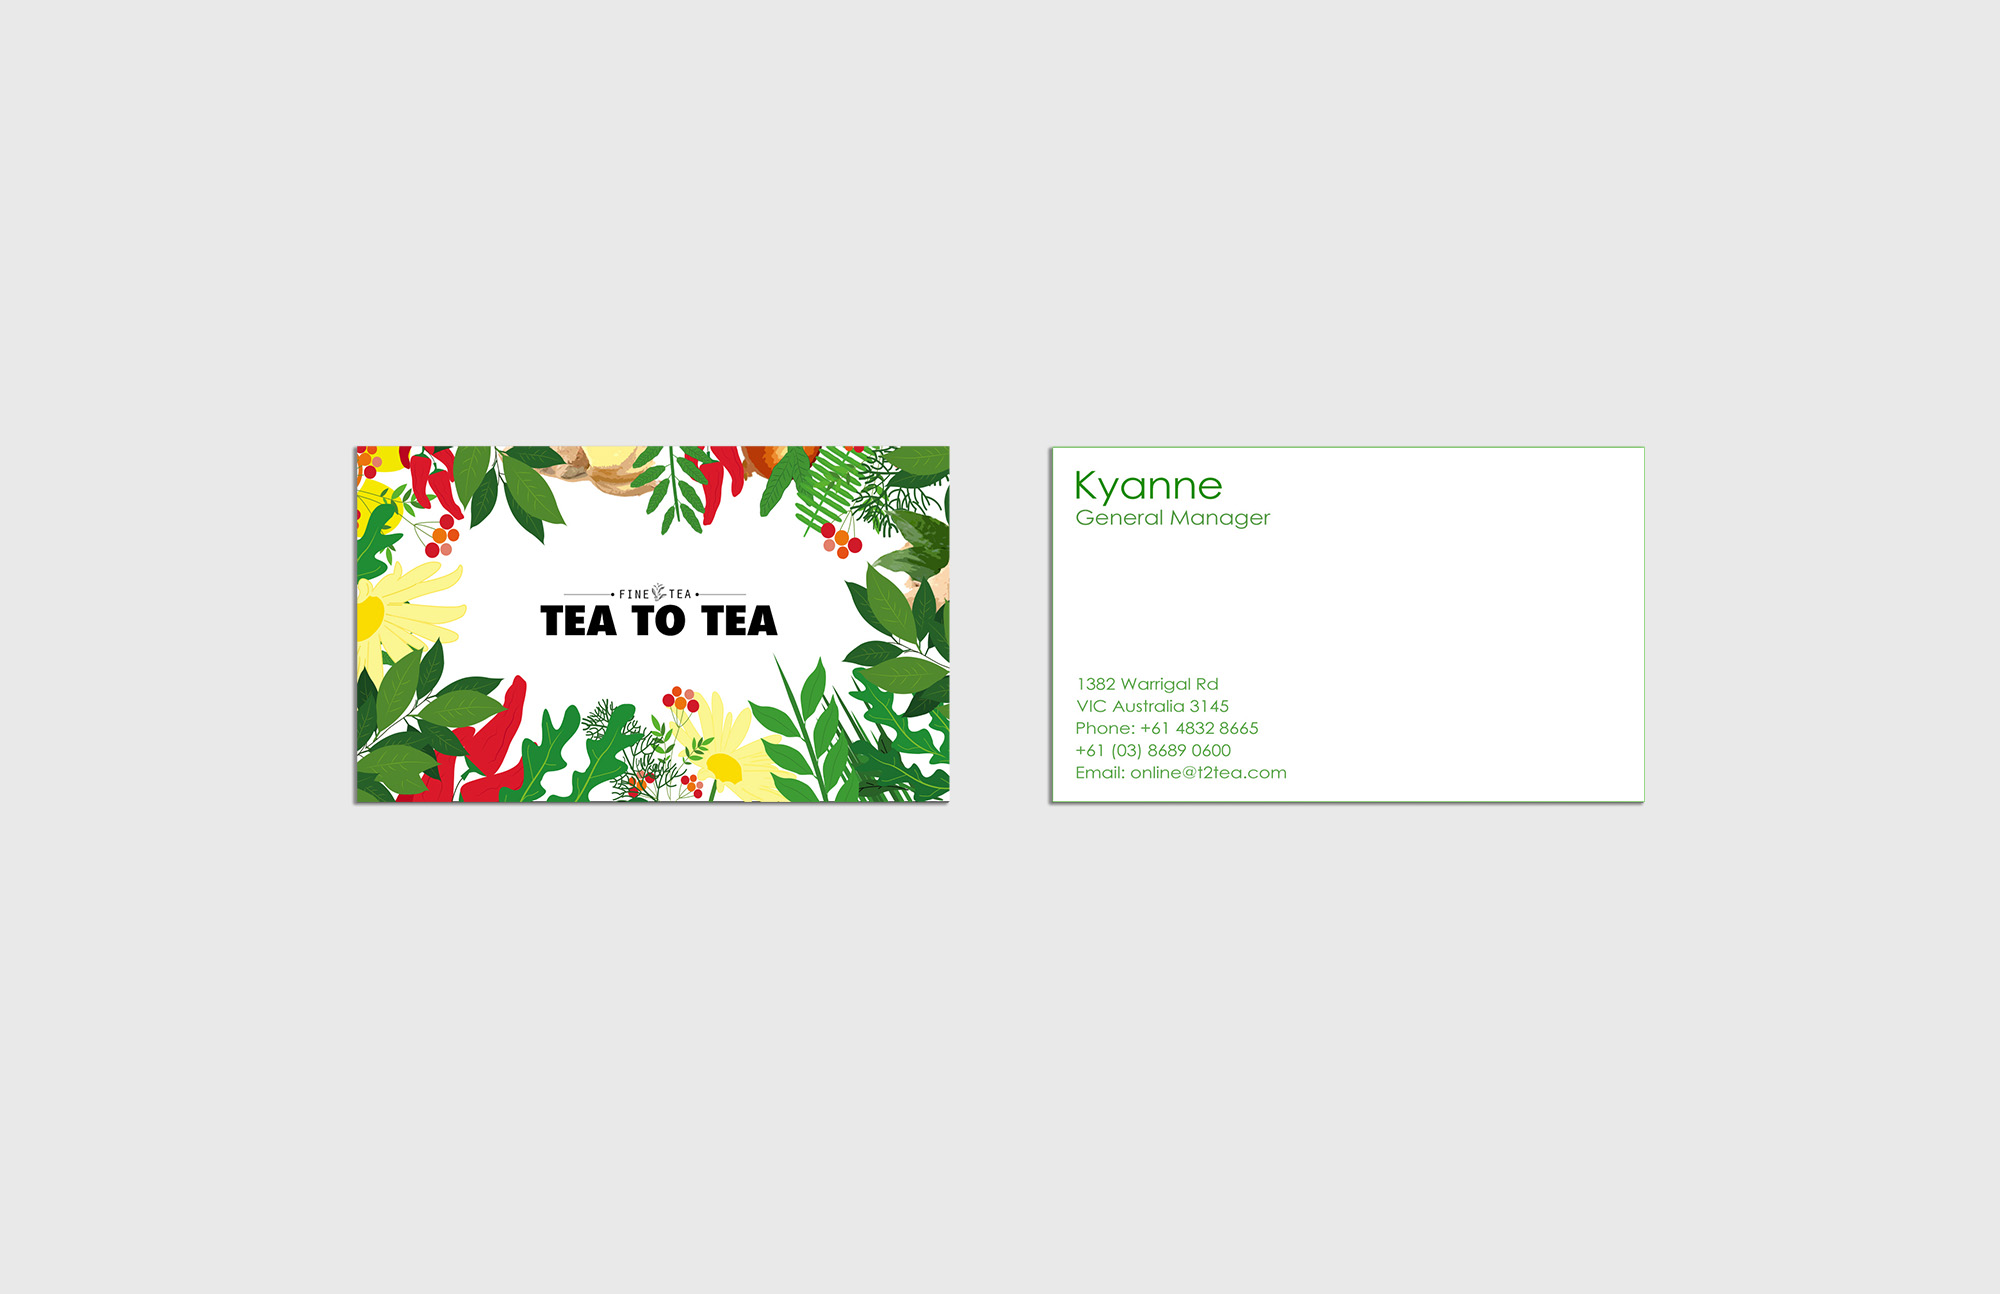 FINE TEA
TEA TO TEA
Kyanne
General Manager
1382 Warrigal Rd
VIC Australia 3145
Phone: +61 4832 8665
+61 (03) 8689 0600
Email: online@t2tea.com